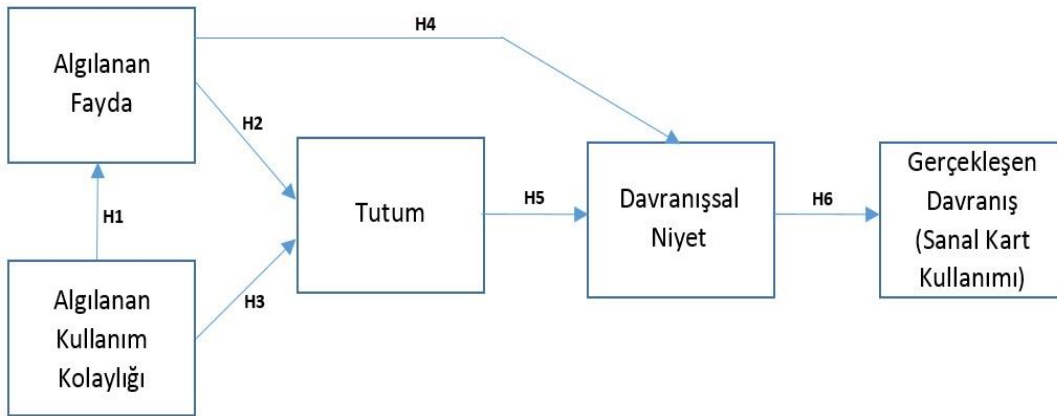 H4
Algılanan
Fayda
H2
Tutum
H5
Davranışsal
Niyet
H6
Gerçekleşen
Davranış
(Sanal Kart
Kullanımı)
H1
H3
Algılanan
Kullanım
Kolaylığı